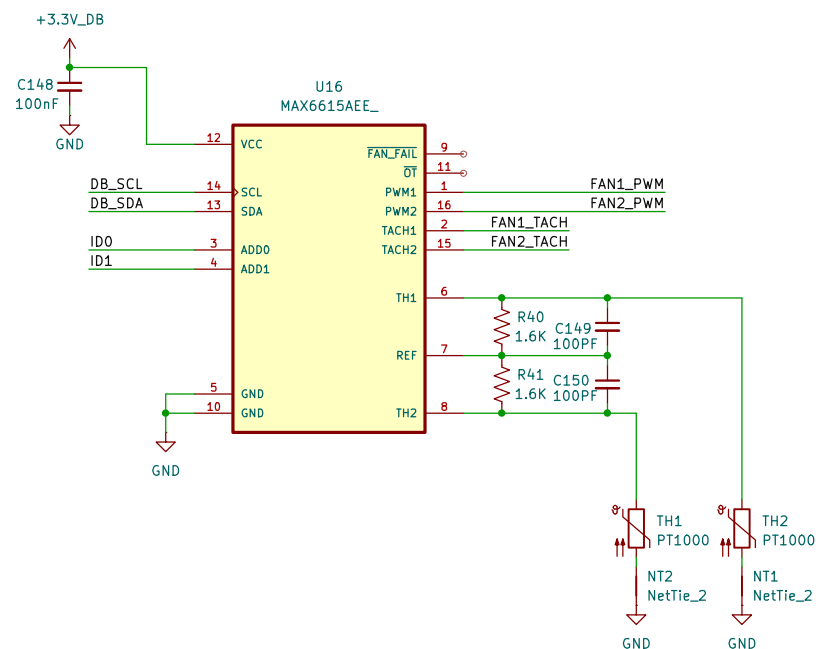 +3.3V_DB
C148
100nF
GND
U16
MAX6615AEE_
12
VCC
DB_SCL
14
SCL
DB_SDA
13
SDA
ID0
3
ADD0
ID1
4
ADD1
5
GND
10
GND
GND
FAN_FAIL
9
OT
11
PWM1
1
FAN1_PWM
PWM2
16
FAN2_PWM
TACH1
2
FAN1_TACH
TACH2
15
FAN2_TACH
TH1
6
R40
1.6K
C149
100PF
REF
7
R41
1.6K
C150
100PF
TH2
8
ϑ
TH1
PT1000
NT2
NetTie_2
GND
ϑ
TH2
PT1000
NT1
NetTie_2
GND